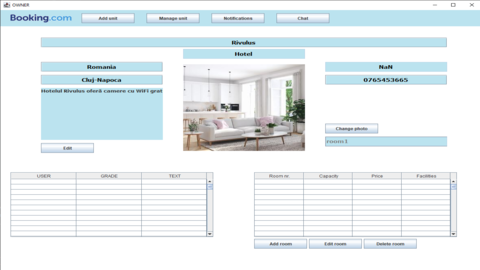 OWNER
Booking.com
Add unit
Manage unit
Notifications
Chat
Rivulus
Hotel
Romania
NaN
Cluj-Napoca
0765453665
Hotelul Rivulus oferă camere cu WiFi grat
Change photo
room1
Edit
USER GRADE TEXT
Room nr. Capacity Price Facilities
Add room
Edit room
Delete room